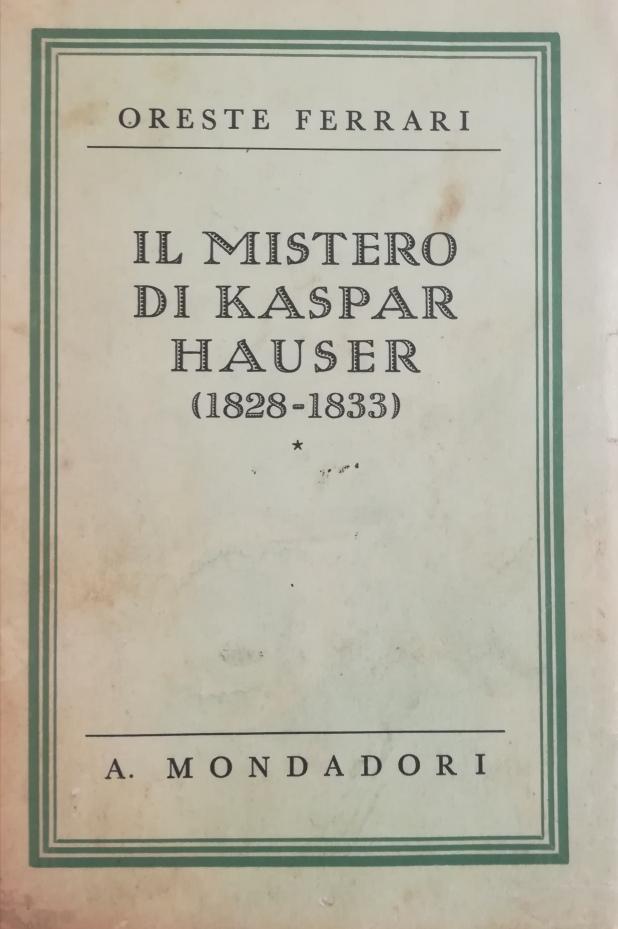 ORESTE FERRARI
IL MISTERO
DI KASPAR
HAUSER
(1828-1833)
*
A. MONDADORI